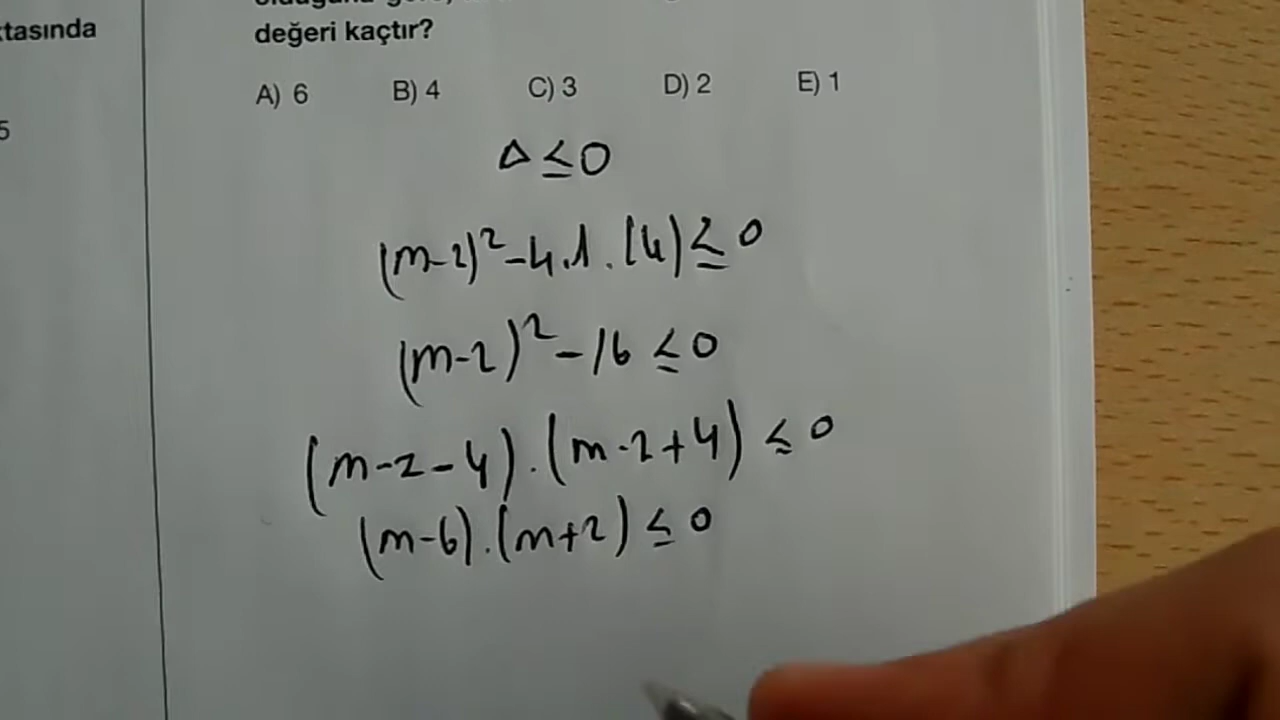 ktasında
değeri kaçtır?
5
A) 6 B) 4 C) 3 D) 2 E) 1
Δ ≤ 0
(m-2)² - 4.1.(4) ≤ 0
(m-2)² - 16 ≤ 0
(m-2-4).(m-2+4) ≤ 0
(m-6).(m+2) ≤ 0